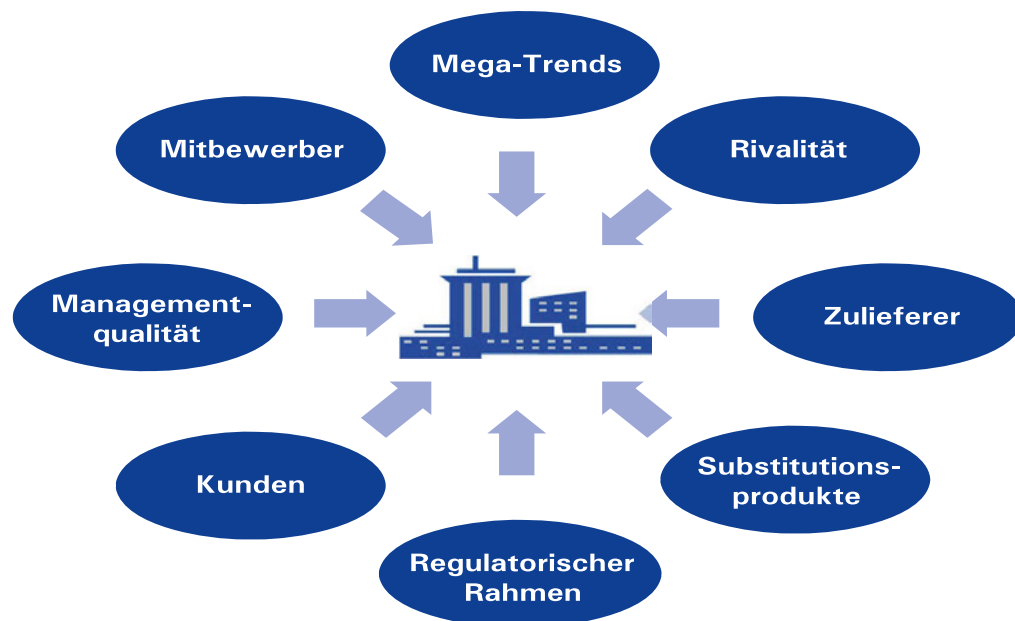 Mega-Trends
Mitbewerber
Rivalität
Management-
qualität
Zulieferer
Kunden
Substitutions-
produkte
Regulatorischer
Rahmen